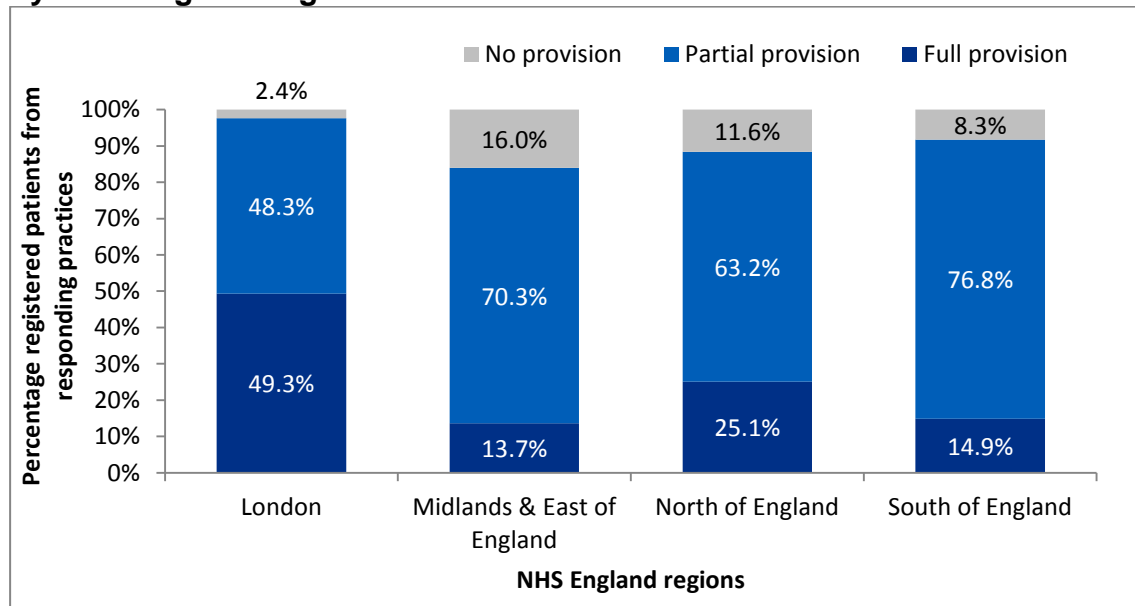 No provision Partial provision Full provision
2.4%
100%
90%
80%
70%
60%
50%
40%
30%
20%
10%
0%
Percentage registered patients from
responding practices
48.3%
49.3%
16.0%
70.3%
13.7%
11.6%
63.2%
25.1%
8.3%
76.8%
14.9%
London
Midlands & East of
England
North of England
South of England
NHS England regions